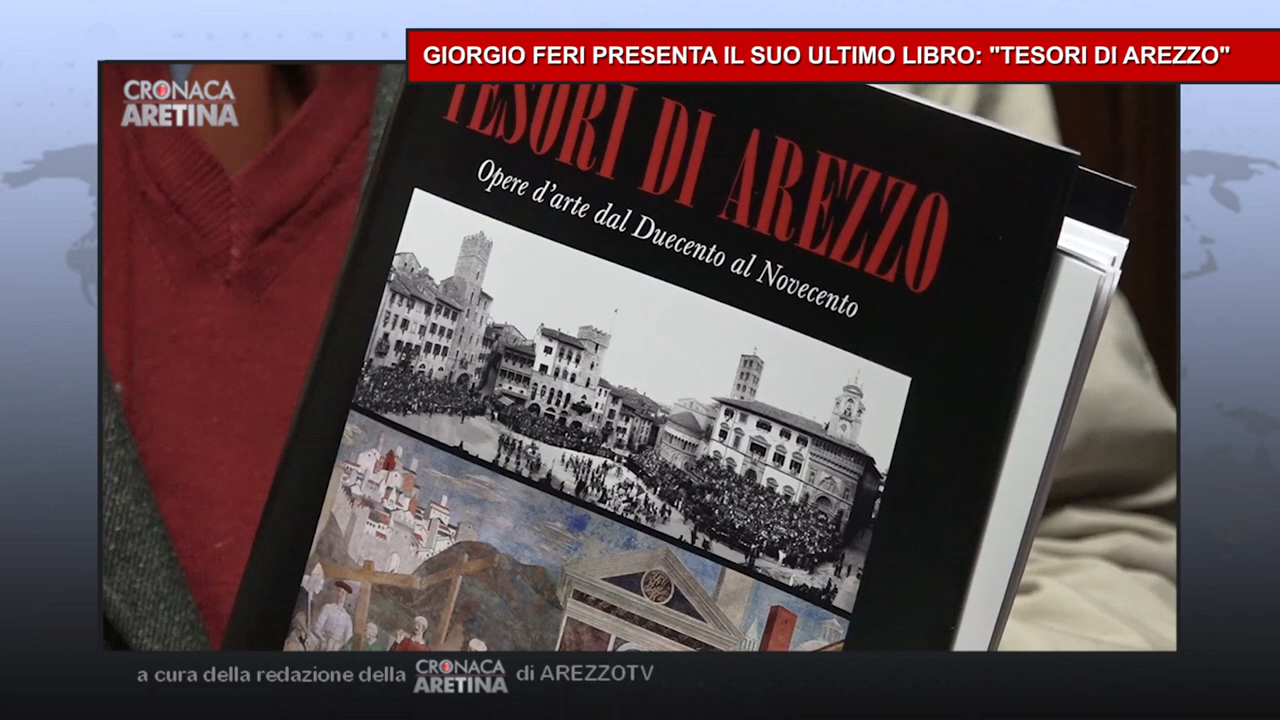 GIORGIO FERI PRESENTA IL SUO ULTIMO LIBRO: "TESORI DI AREZZO"
CRONACA
ARETINA
TESORI DI AREZZO
Opere d'arte dal Duecento al Novecento
a cura della redazione della CRONACA ARETINA di AREZZOTV